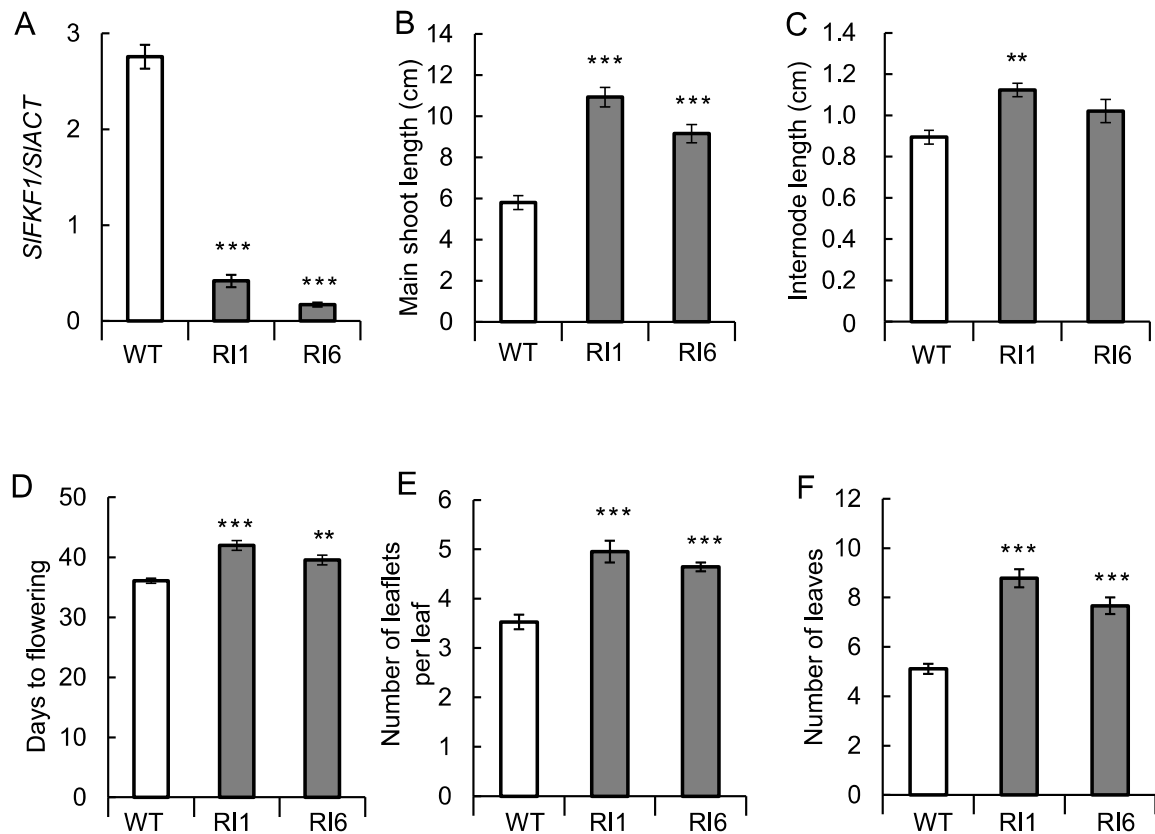 A
SlFKF1/SlACT
3
2
1
0
***
***
WT
RI1
RI6
B
Main shoot length (cm)
14
12
10
8
6
4
2
0
***
***
WT
RI1
RI6
C
Internode length (cm)
1.4
1.2
1.0
0.8
0.6
0.4
0.2
0
**
WT
RI1
RI6
D
Days to flowering
50
40
30
20
10
0
***
**
WT
RI1
RI6
E
Number of leaflets
per leaf
6
5
4
3
2
1
0
***
***
WT
RI1
RI6
F
Number of leaves
12
10
8
6
4
2
0
***
***
WT
RI1
RI6